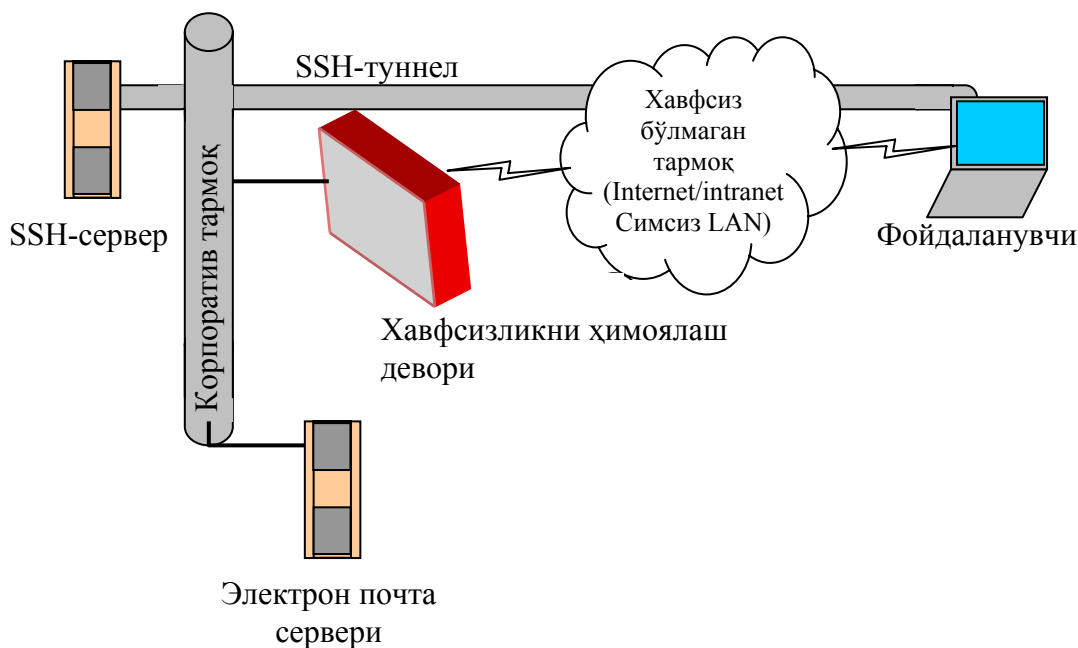 SSH-туннел
Хавфсиз
бўлмаган
тармоқ
(Internet/intranet
Симсиз LAN)
SSH-сервер
Корпоратив тармоқ
Фойдаланувчи
Хавфсизликни ҳимоялаш
девори
Электрон почта
сервери